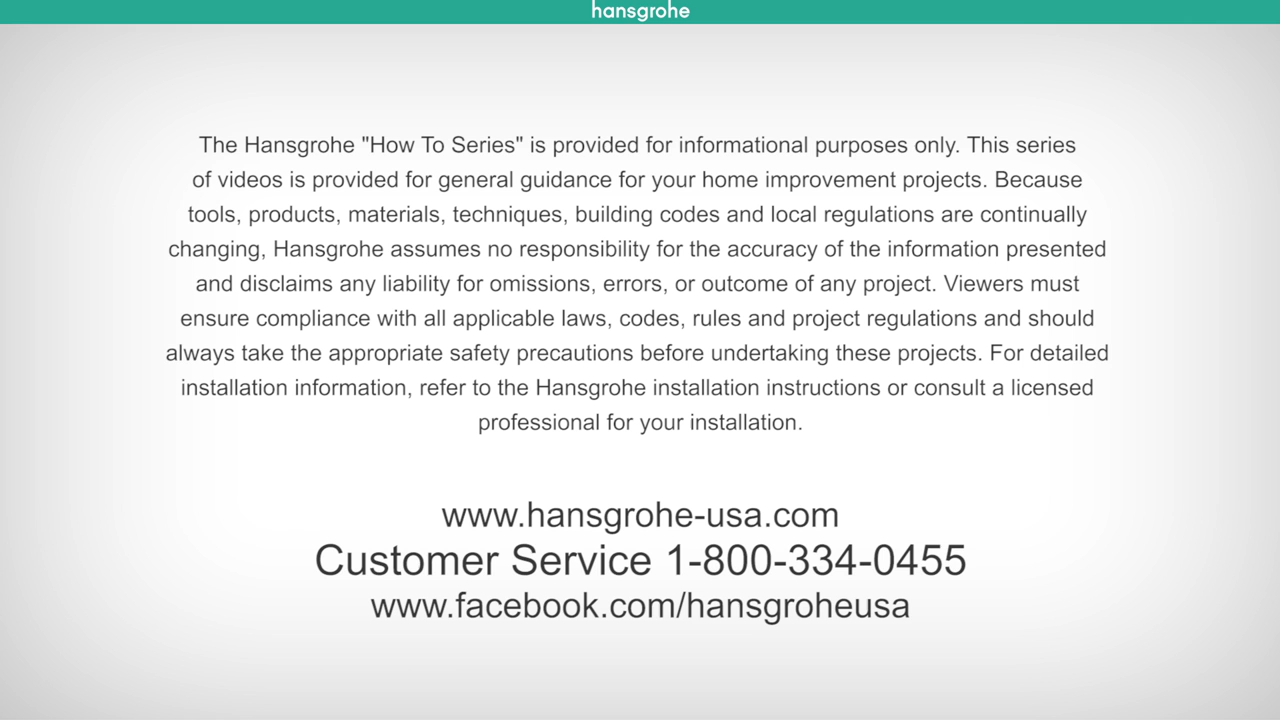 hansgrohe
The Hansgrohe "How To Series" is provided for informational purposes only. This series
of videos is provided for general guidance for your home improvement projects. Because
tools, products, materials, techniques, building codes and local regulations are continually
changing, Hansgrohe assumes no responsibility for the accuracy of the information presented
and disclaims any liability for omissions, errors, or outcome of any project. Viewers must
ensure compliance with all applicable laws, codes, rules and project regulations and should
always take the appropriate safety precautions before undertaking these projects. For detailed
installation information, refer to the Hansgrohe installation instructions or consult a licensed
professional for your installation.
www.hansgrohe-usa.com
Customer Service 1-800-334-0455
www.facebook.com/hansgroheusa